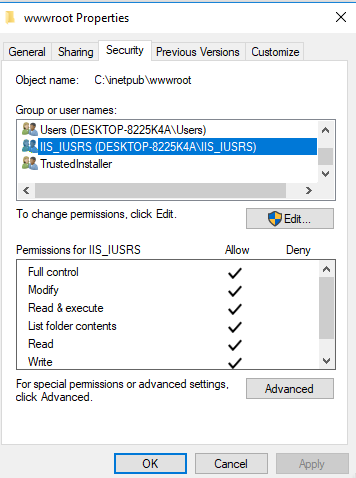 wwwroot Properties
General Sharing Security Previous Versions Customize
Object name: C:\inetpub\wwwroot
Group or user names:
Users (DESKTOP-8225K4A\Users)
IIS_IUSRS (DESKTOP-8225K4A\IIS_IUSRS)
TrustedInstaller
To change permissions, click Edit.
Edit...
Permissions for IIS_IUSRS Allow Deny
Full control
Modify
Read & execute
List folder contents
Read
Write
For special permissions or advanced settings,
click Advanced.
Advanced
OK Cancel Apply